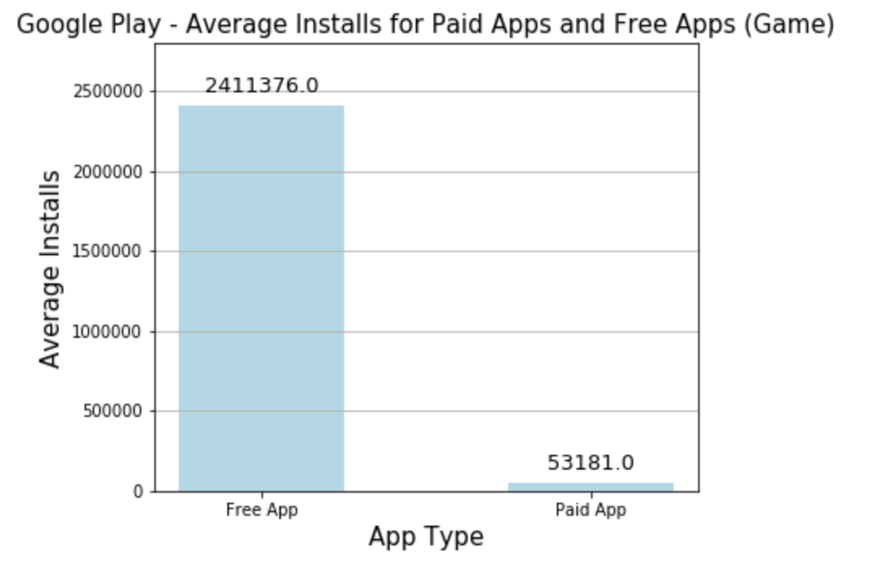 Google Play - Average Installs for Paid Apps and Free Apps (Game)
2411376.0
2500000
2000000
1500000
1000000
500000
0
Average Installs
53181.0
Free App
Paid App
App Type